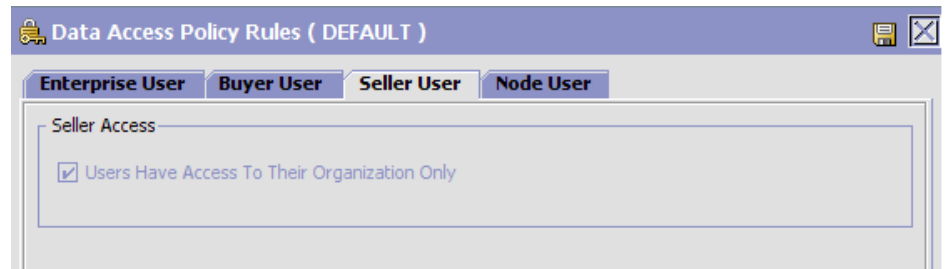 Data Access Policy Rules ( DEFAULT )
Enterprise User Buyer User Seller User Node User
Seller Access
Users Have Access To Their Organization Only